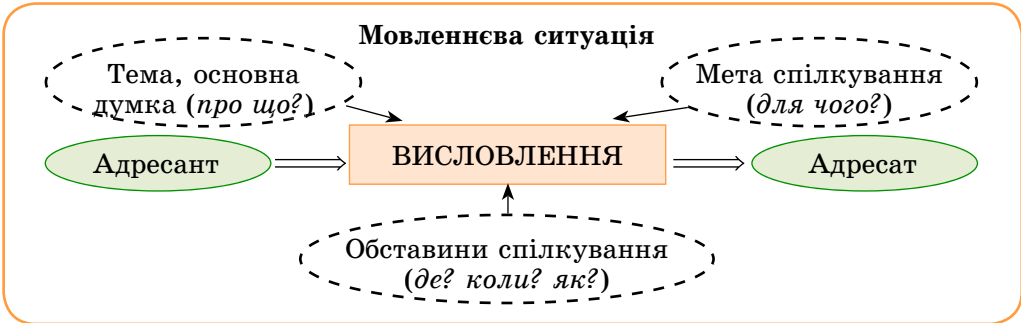 Мовленнєва ситуація
Тема, основна
думка (про що?)
Мета спілкування
(для чого?)
Адресант
ВИСЛОВЛЕННЯ
Адресат
Обставини спілкування
(де? коли? як?)